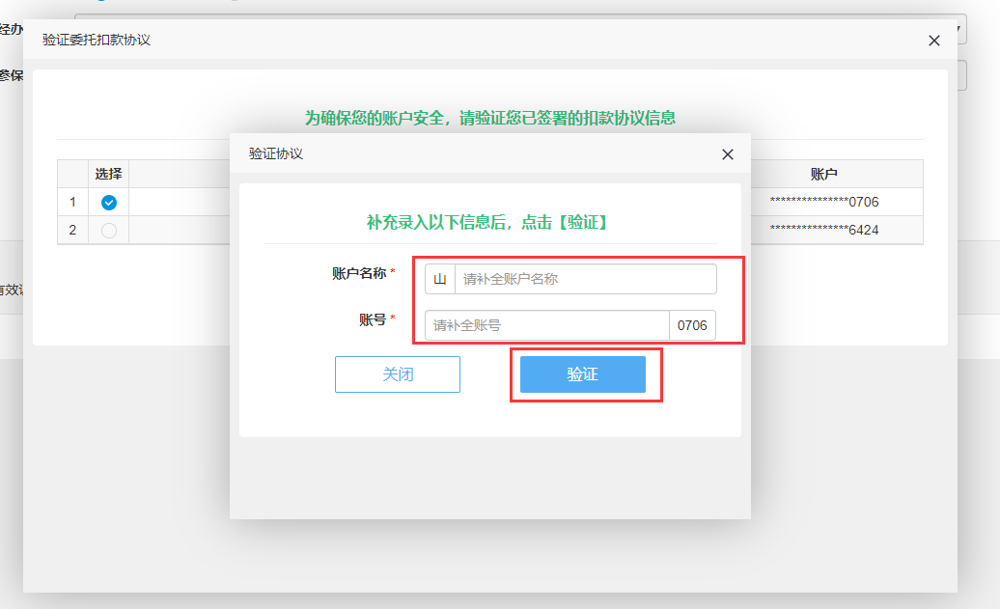 经办
验证委托扣款协议
参保
为确保您的账户安全，请验证您已签署的扣款协议信息
验证协议
选择
账户
1
***************0706
2
***************6424
补充录入以下信息后，点击【验证】
账户名称 *
山
请补全账户名称
账号 *
请补全账号
0706
有效
关闭
验证